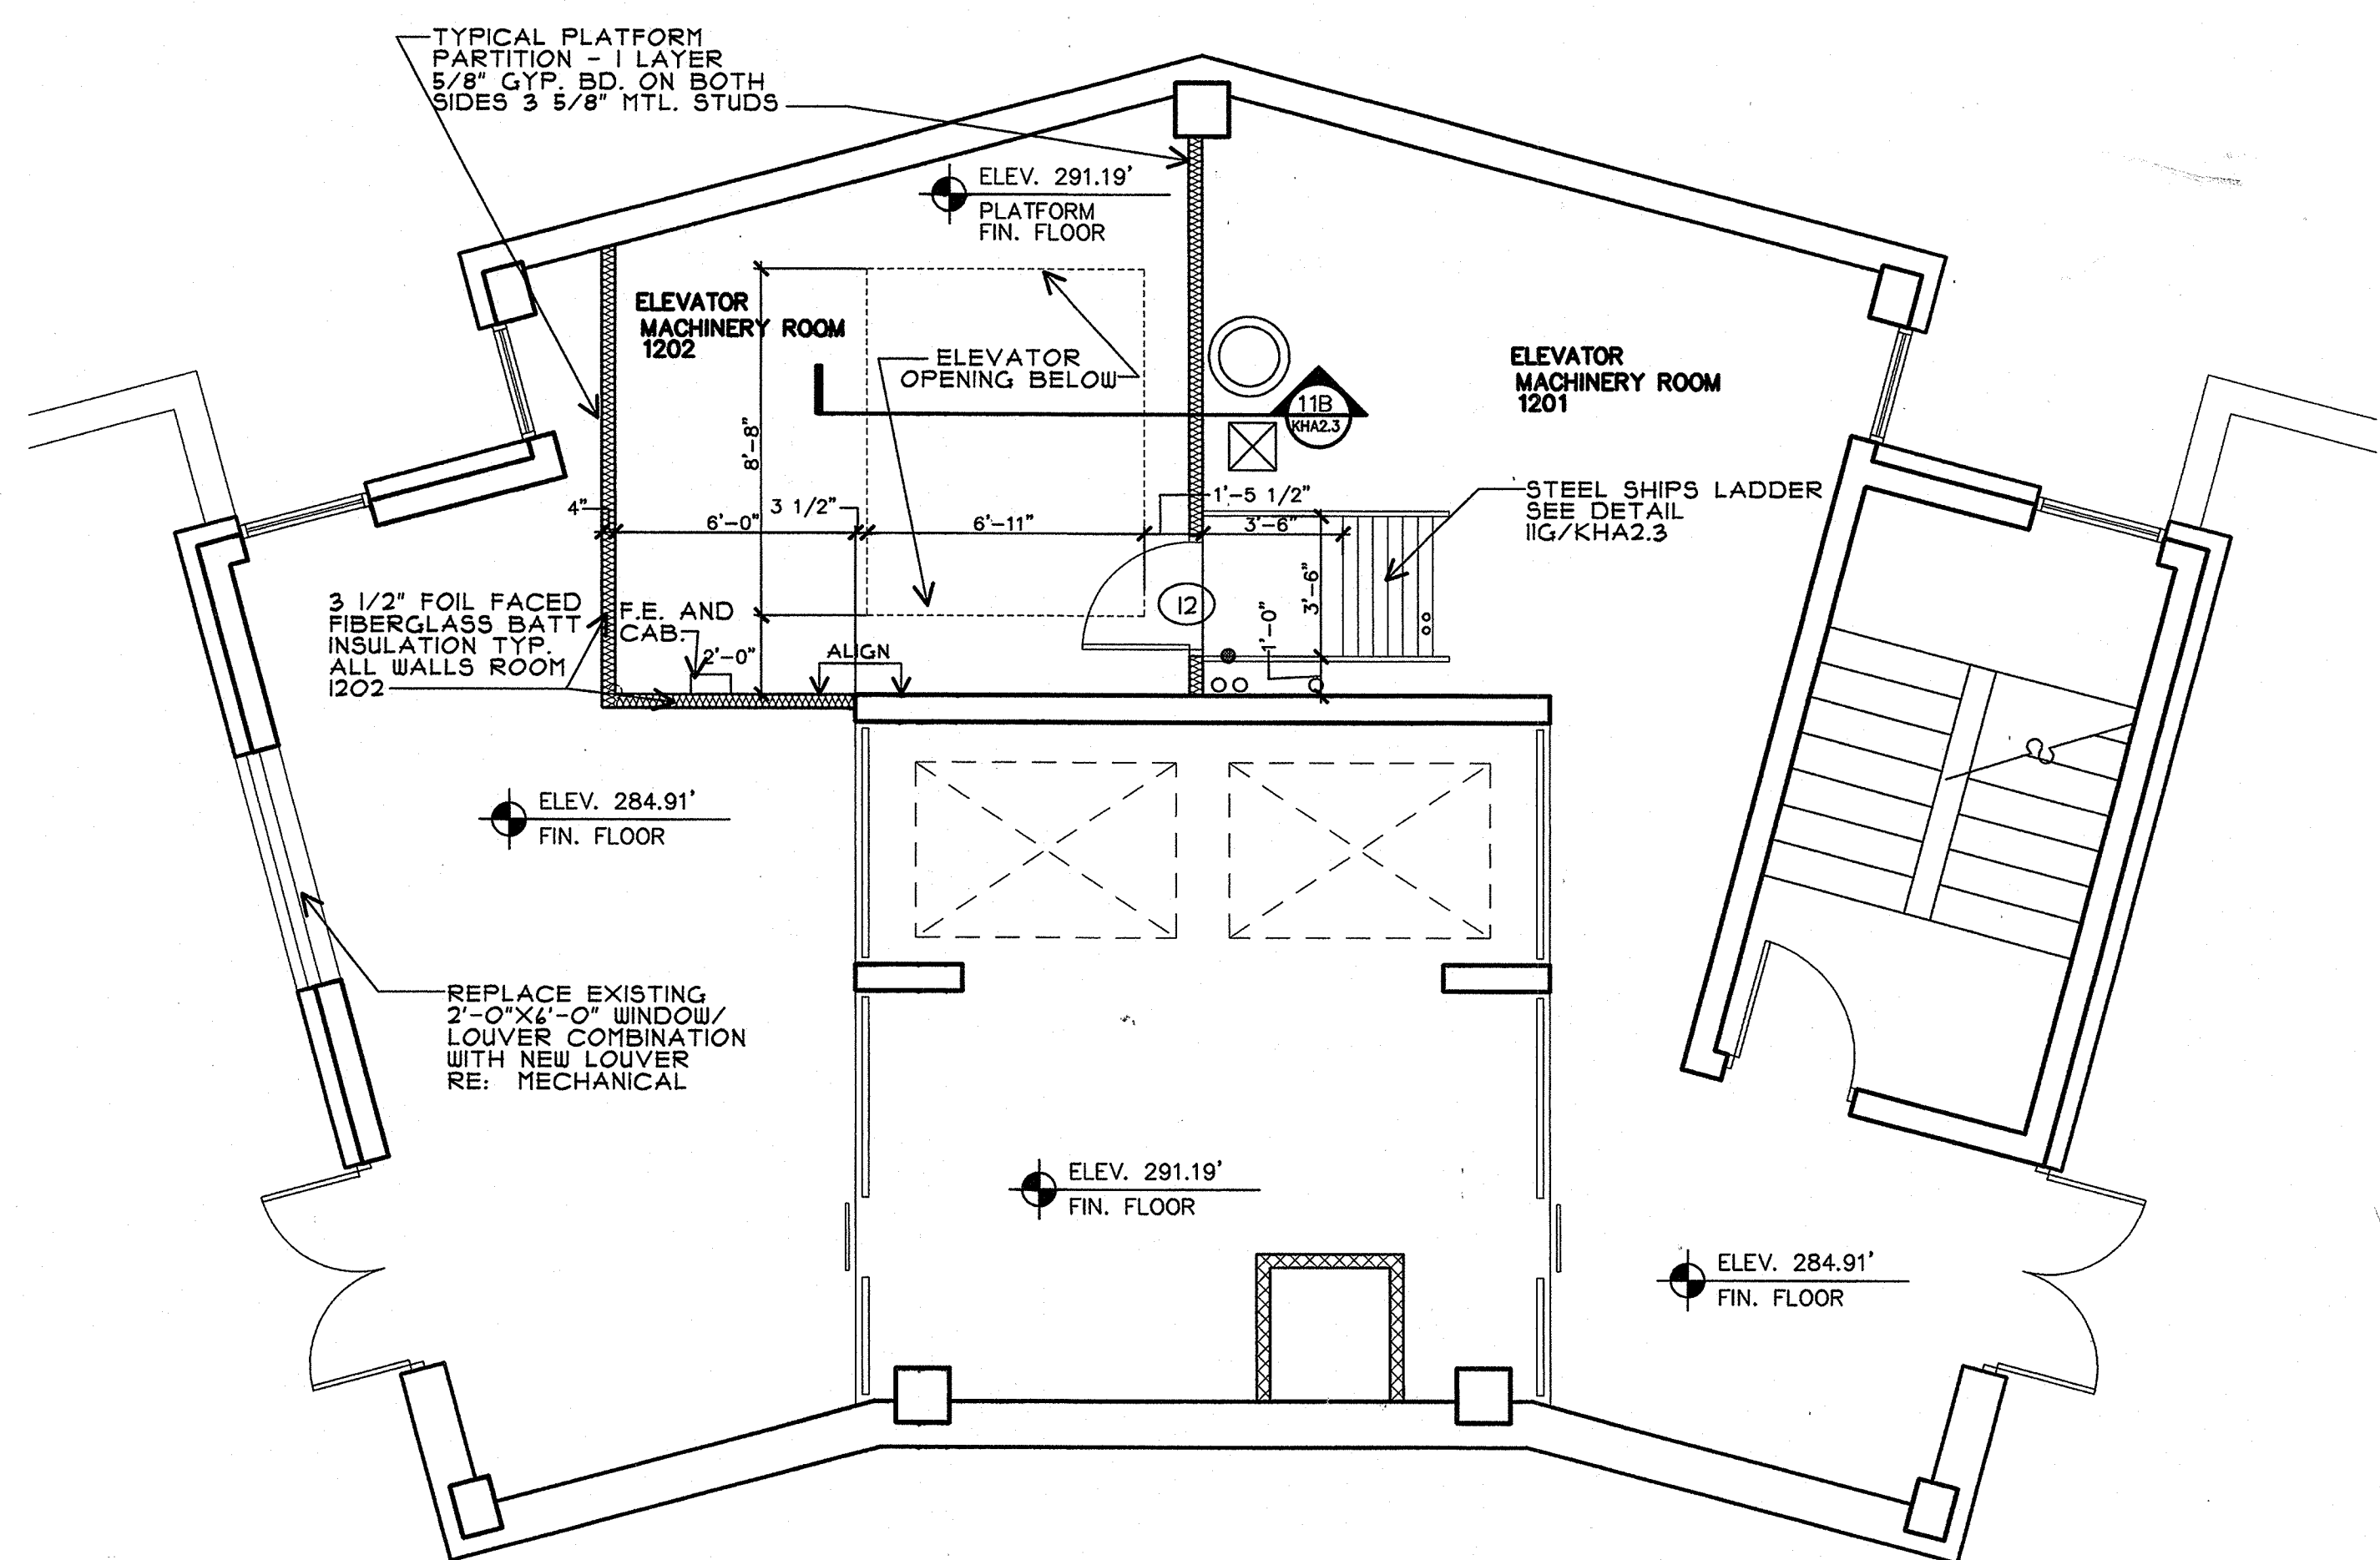 TYPICAL PLATFORM
PARTITION - 1 LAYER
5/8" GYP. BD. ON BOTH
SIDES 3 5/8" MTL. STUDS
ELEV. 291.19'
PLATFORM
FIN. FLOOR
ELEVATOR
MACHINERY ROOM
1202
ELEVATOR
OPENING BELOW
11B
KHA2.3
ELEVATOR
MACHINERY ROOM
1201
8'-8"
4"
6'-0"
3 1/2"
6'-11"
1'-5 1/2"
3'-6"
STEEL SHIPS LADDER
SEE DETAIL
11G/KHA2.3
3'-6"
1'-0"
12
3 1/2" FOIL FACED
FIBERGLASS BATT
INSULATION TYP.
ALL WALLS ROOM
1202
F.E. AND
CAB.
2'-0"
ALIGN
ELEV. 284.91'
FIN. FLOOR
REPLACE EXISTING
2'-0"X6'-0" WINDOW/
LOUVER COMBINATION
WITH NEW LOUVER
RE: MECHANICAL
ELEV. 291.19'
FIN. FLOOR
ELEV. 284.91'
FIN. FLOOR